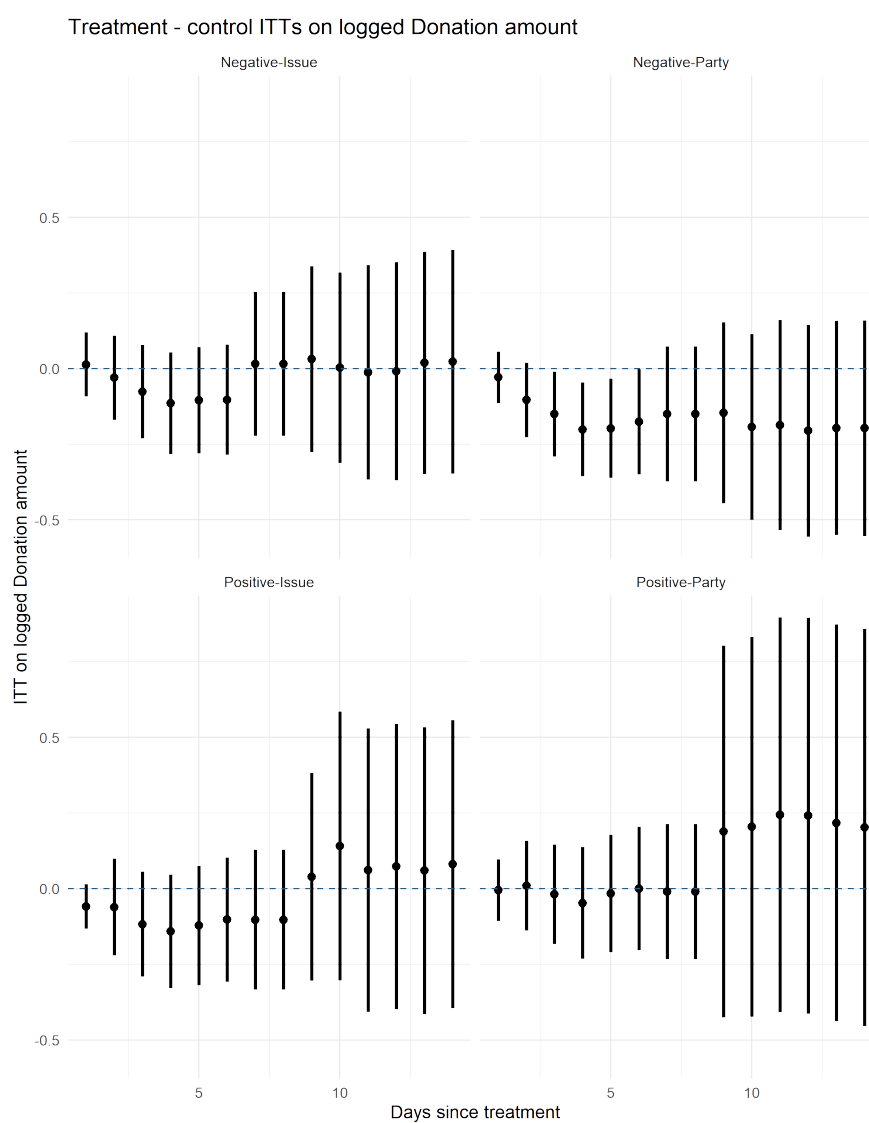 Treatment - control ITTs on logged Donation amount
Negative-Issue
Negative-Party
0.5
0.0
-0.5
Positive-Issue
Positive-Party
0.5
0.0
-0.5
5
10
5
10
Days since treatment
ITT on logged Donation amount